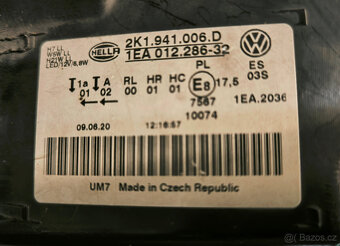 H7 LL
W5W LL
H21W LL
LED/12V/6,8W
HELLA
2K1.941.006.D
1EA 012.286-32
PL
ES
1a A RL HR HC
E8
17,5
03S
01 02 00 01 01
7567
10074
1EA.2036
09.06.20
12:16:57
UM7 Made in Czech Republic
Bazoš.cz